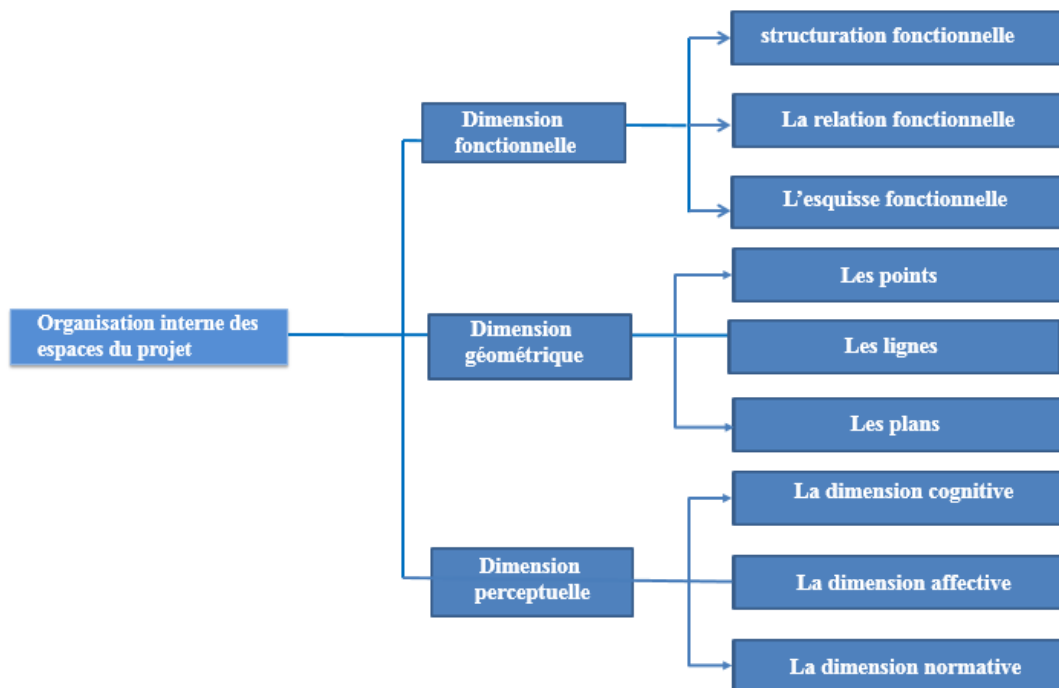 structuration fonctionnelle
Dimension
fonctionnelle
La relation fonctionnelle
L’esquisse fonctionnelle
Organisation interne des
espaces du projet
Dimension
géométrique
Les points
Les lignes
Les plans
Dimension
perceptuelle
La dimension cognitive
La dimension affective
La dimension normative